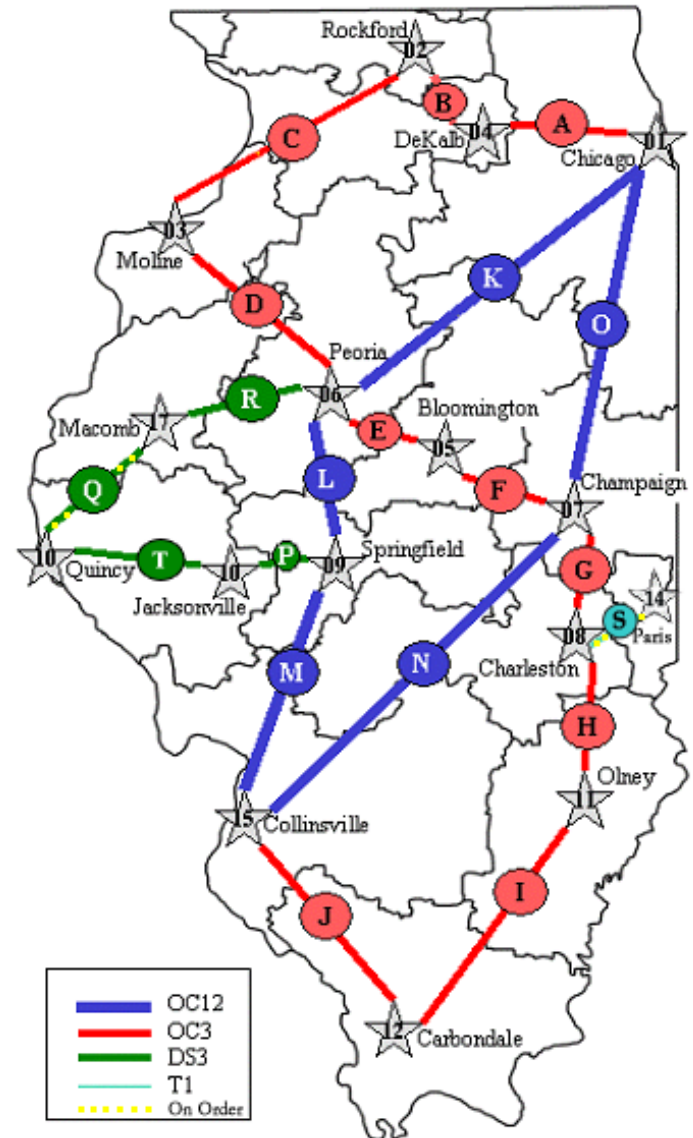 Rockford
02
B
A
C
DeKalb
04
Chicago
01
03
Moline
K
D
O
Peoria
R
06
Bloomington
Macomb
17
E
05
L
F
Champaign
Q
07
10
Quincy
T
10
P
09
Springfield
Jacksonville
G
14
S
Paris
08
Charleston
M
N
H
Olney
11
15
Collinsville
I
J
12
Carbondale
OC12
OC3
DS3
T1
On Order